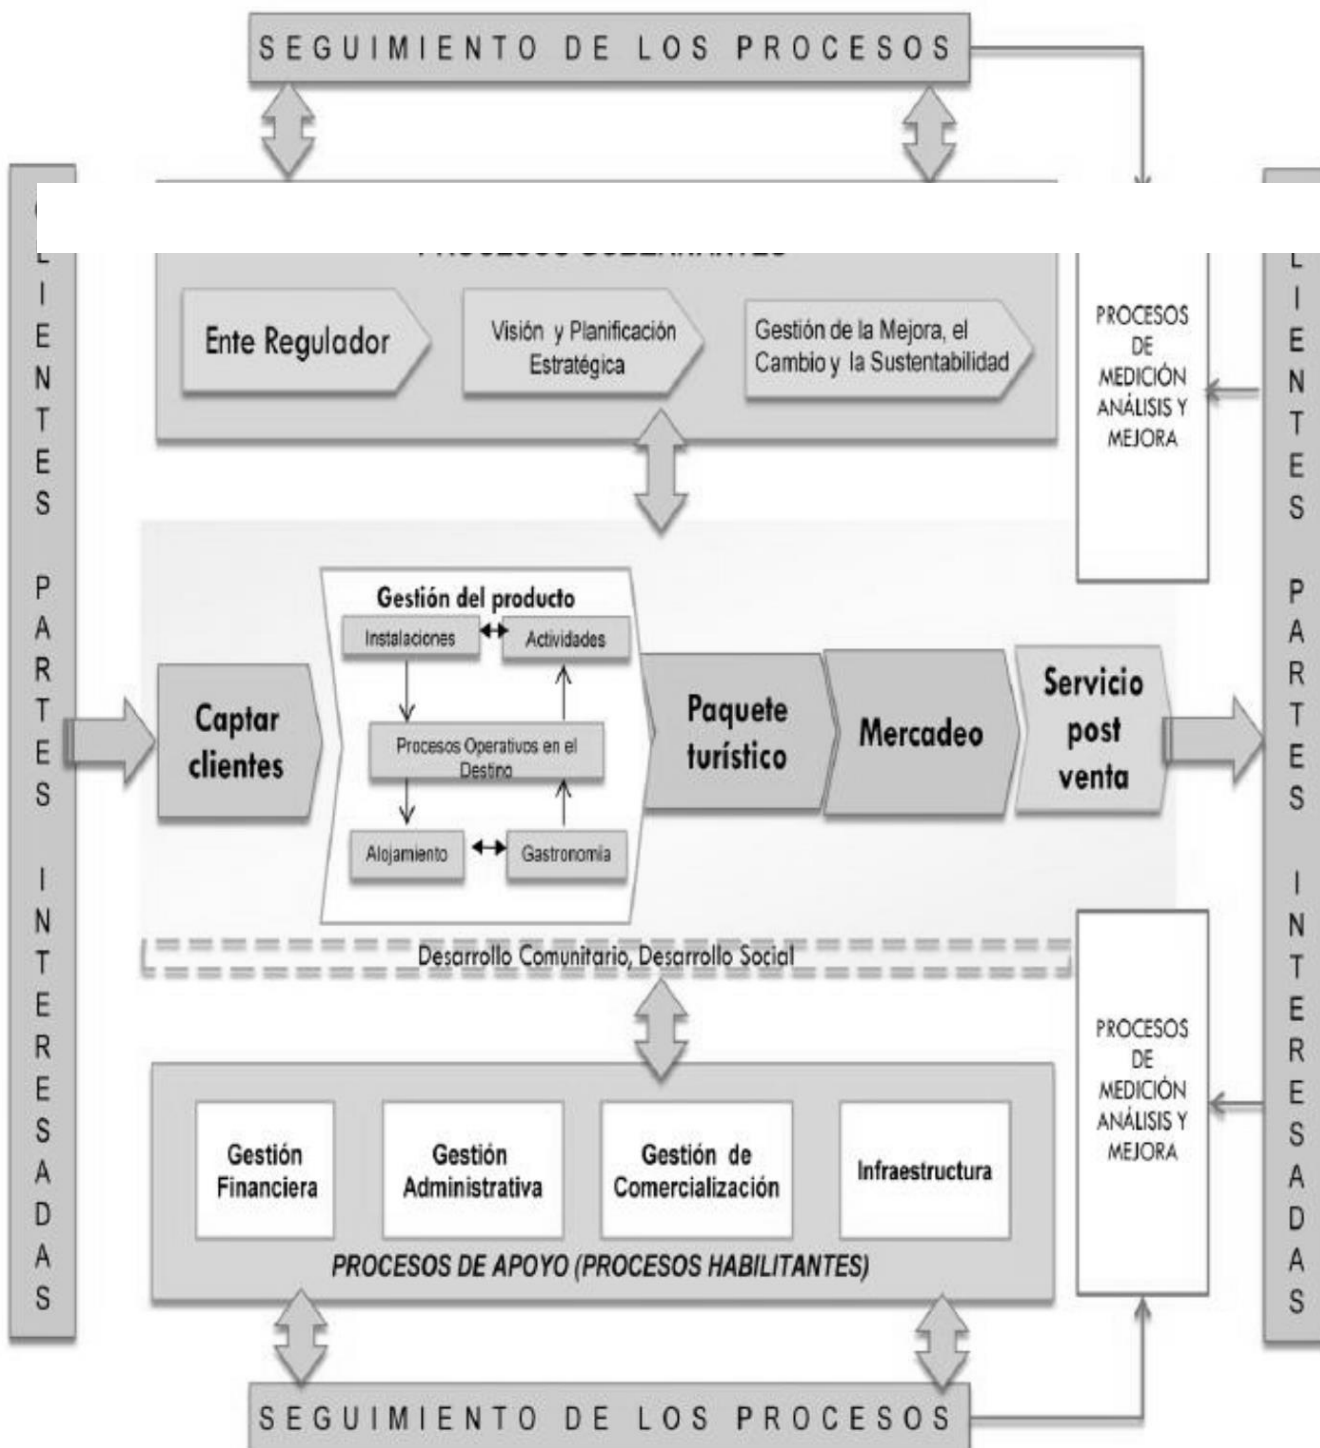 SEGUIMIENTO DE LOS PROCESOS
LIENTES PARTES INTERESADAS
Ente Regulador
Visión y Planificación
Estratégica
Gestión de la Mejora, el
Cambio y la Sustentabilidad
PROCESOS
DE
MEDICIÓN
ANÁLISIS Y
MEJORA
LIENTES PARTES INTERESADAS
Captar
clientes
Gestión del producto
Instalaciones
Actividades
Procesos Operativos en el
Destino
Alojamiento
Gastronomía
Paquete
turístico
Mercadeo
Servicio
post
venta
Desarrollo Comunitario, Desarrollo Social
Gestión
Financiera
Gestión
Administrativa
Gestión de
Comercialización
Infraestructura
PROCESOS DE APOYO (PROCESOS HABILITANTES)
PROCESOS
DE
MEDICIÓN
ANÁLISIS Y
MEJORA
SEGUIMIENTO DE LOS PROCESOS